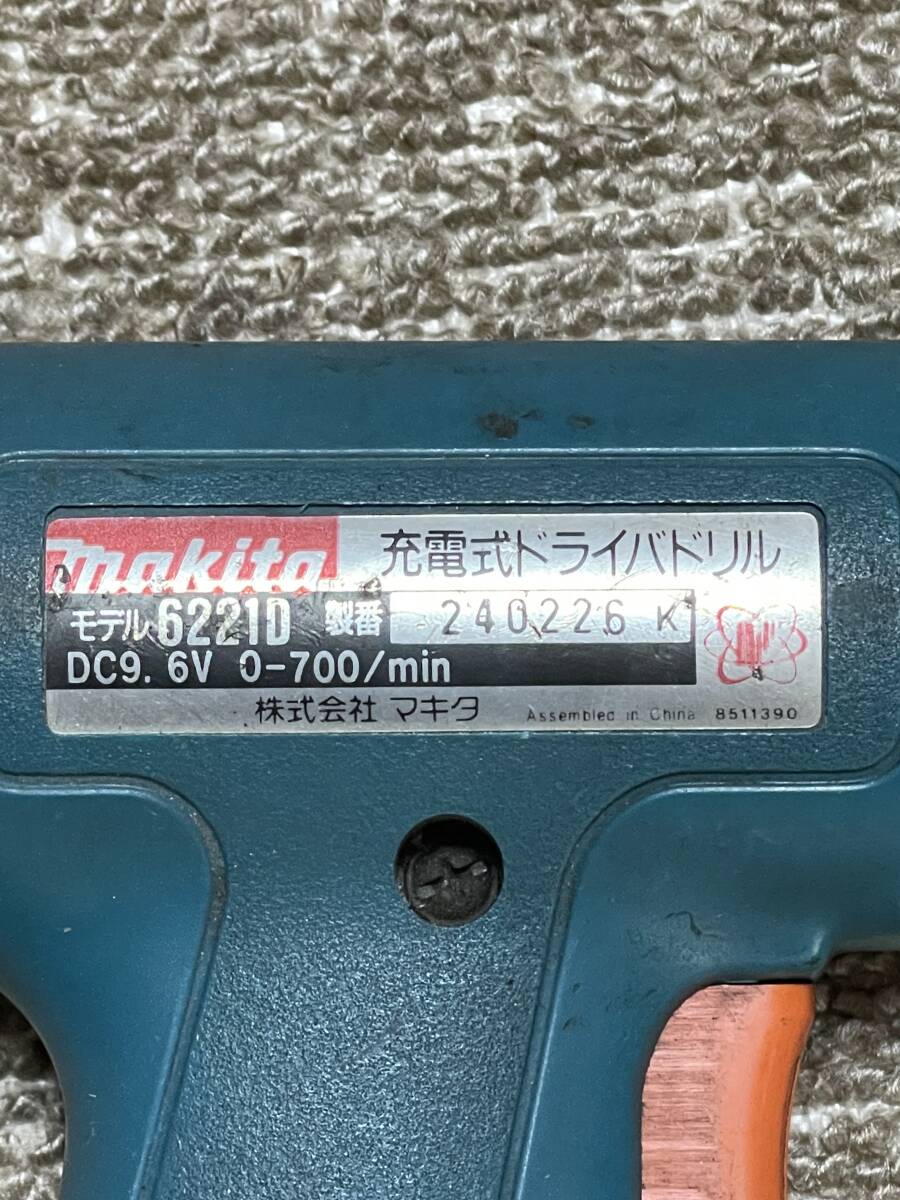 makita 充電式ドライバドリル
モデル 6221D 製番 240226 K
DC9.6V 0-700/min
株式会社 マキタ Assembled in China 8511390